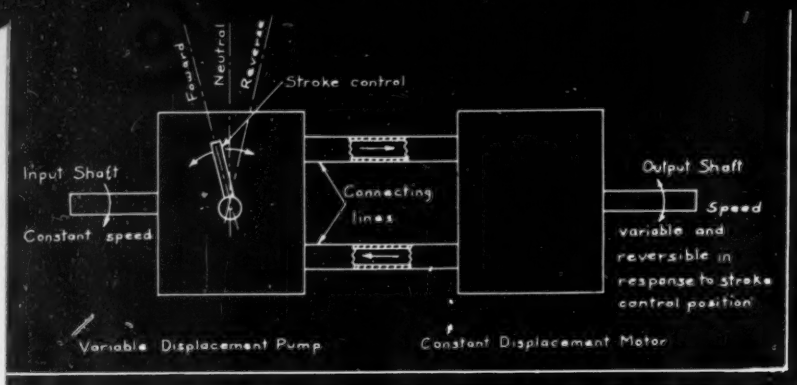 Foward
Neutral
Reverse
Stroke control
Input Shaft
Constant speed
Connecting
lines
Output Shaft
Speed
variable and
reversible in
response to stroke
control position
Variable Displacement Pump
Constant Displacement Motor